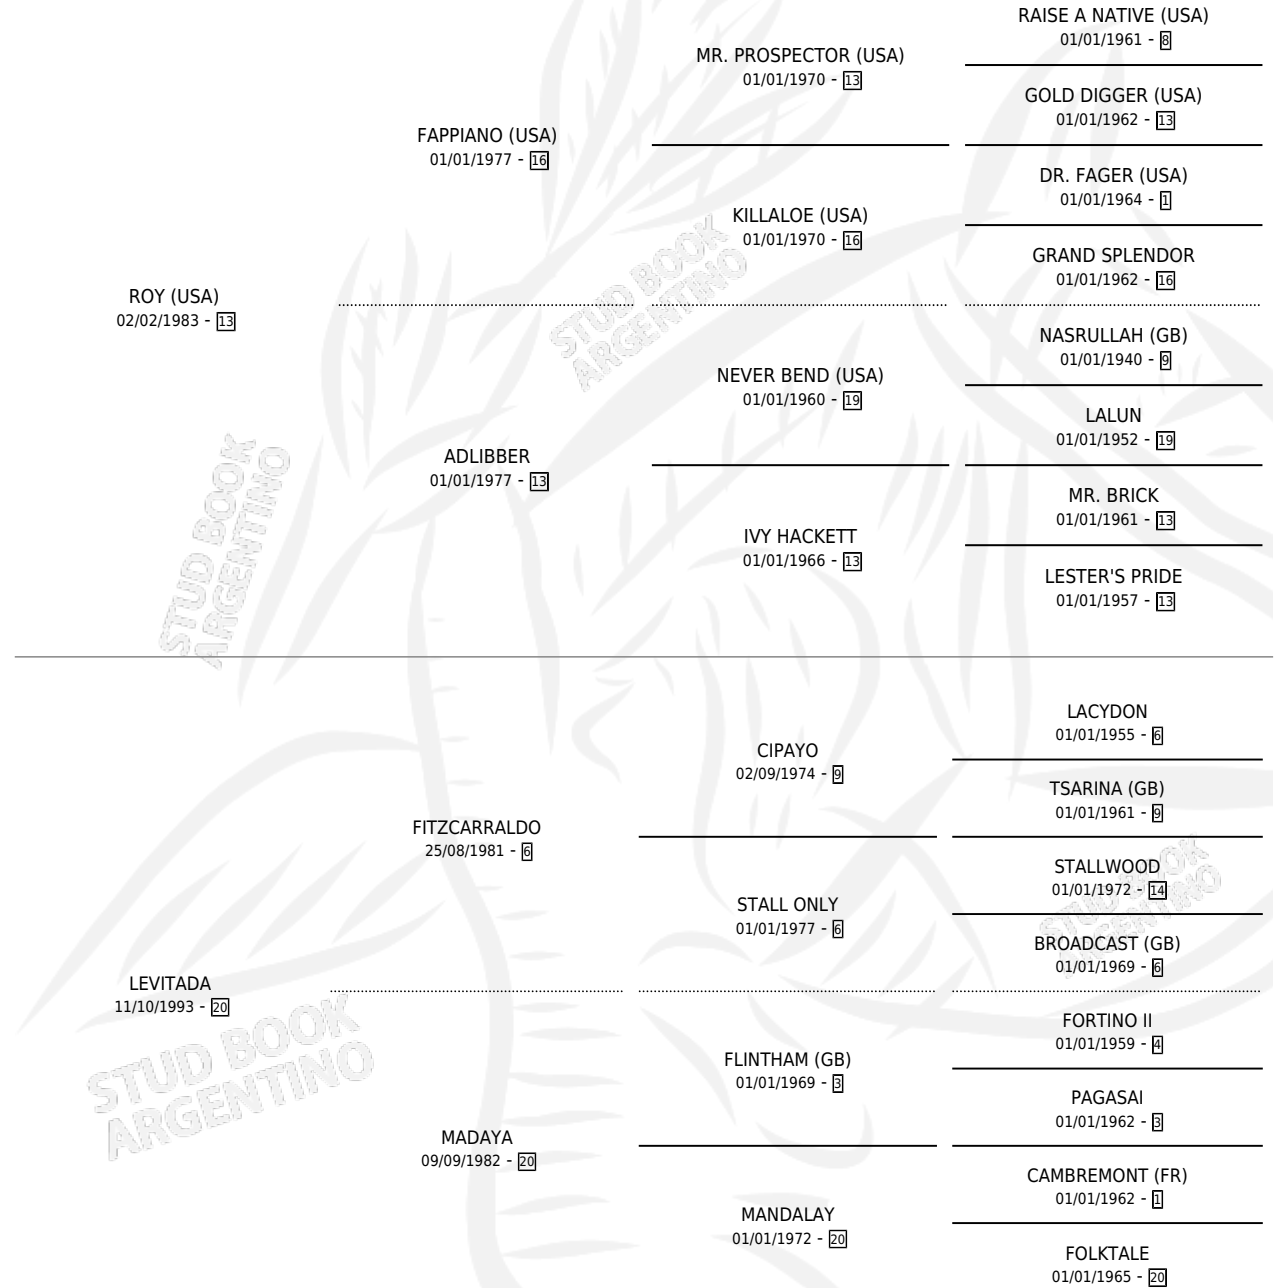 RAISE A NATIVE (USA)
01/01/1961 - 8
MR. PROSPECTOR (USA)
01/01/1970 - 13
GOLD DIGGER (USA)
01/01/1962 - 13
FAPPIANO (USA)
01/01/1977 - 16
DR. FAGER (USA)
01/01/1964 - 1
KILLALOE (USA)
01/01/1970 - 16
GRAND SPLENDOR
01/01/1962 - 16
ROY (USA)
02/02/1983 - 13
NASRULLAH (GB)
01/01/1940 - 9
NEVER BEND (USA)
01/01/1960 - 19
LALUN
01/01/1952 - 19
ADLIBBER
01/01/1977 - 13
MR. BRICK
01/01/1961 - 13
IVY HACKETT
01/01/1966 - 13
LESTER'S PRIDE
01/01/1957 - 13
LACYDON
01/01/1955 - 6
CIPAYO
02/09/1974 - 9
TSARINA (GB)
01/01/1961 - 9
FITZCARRALDO
25/08/1981 - 6
STALLWOOD
01/01/1972 - 14
STALL ONLY
01/01/1977 - 6
BROADCAST (GB)
01/01/1969 - 6
LEVITADA
11/10/1993 - 20
FORTINO II
01/01/1959 - 4
FLINTHAM (GB)
01/01/1969 - 3
PAGASAI
01/01/1962 - 3
MADAYA
09/09/1982 - 20
CAMBREMONT (FR)
01/01/1962 - 1
MANDALAY
01/01/1972 - 20
FOLKTALE
01/01/1965 - 20
STUD BOOK
ARGENTINO
STUD BOOK
ARGENTINO
STUD BOOK
ARGENTINO
STUD BOOK
ARGENTINO